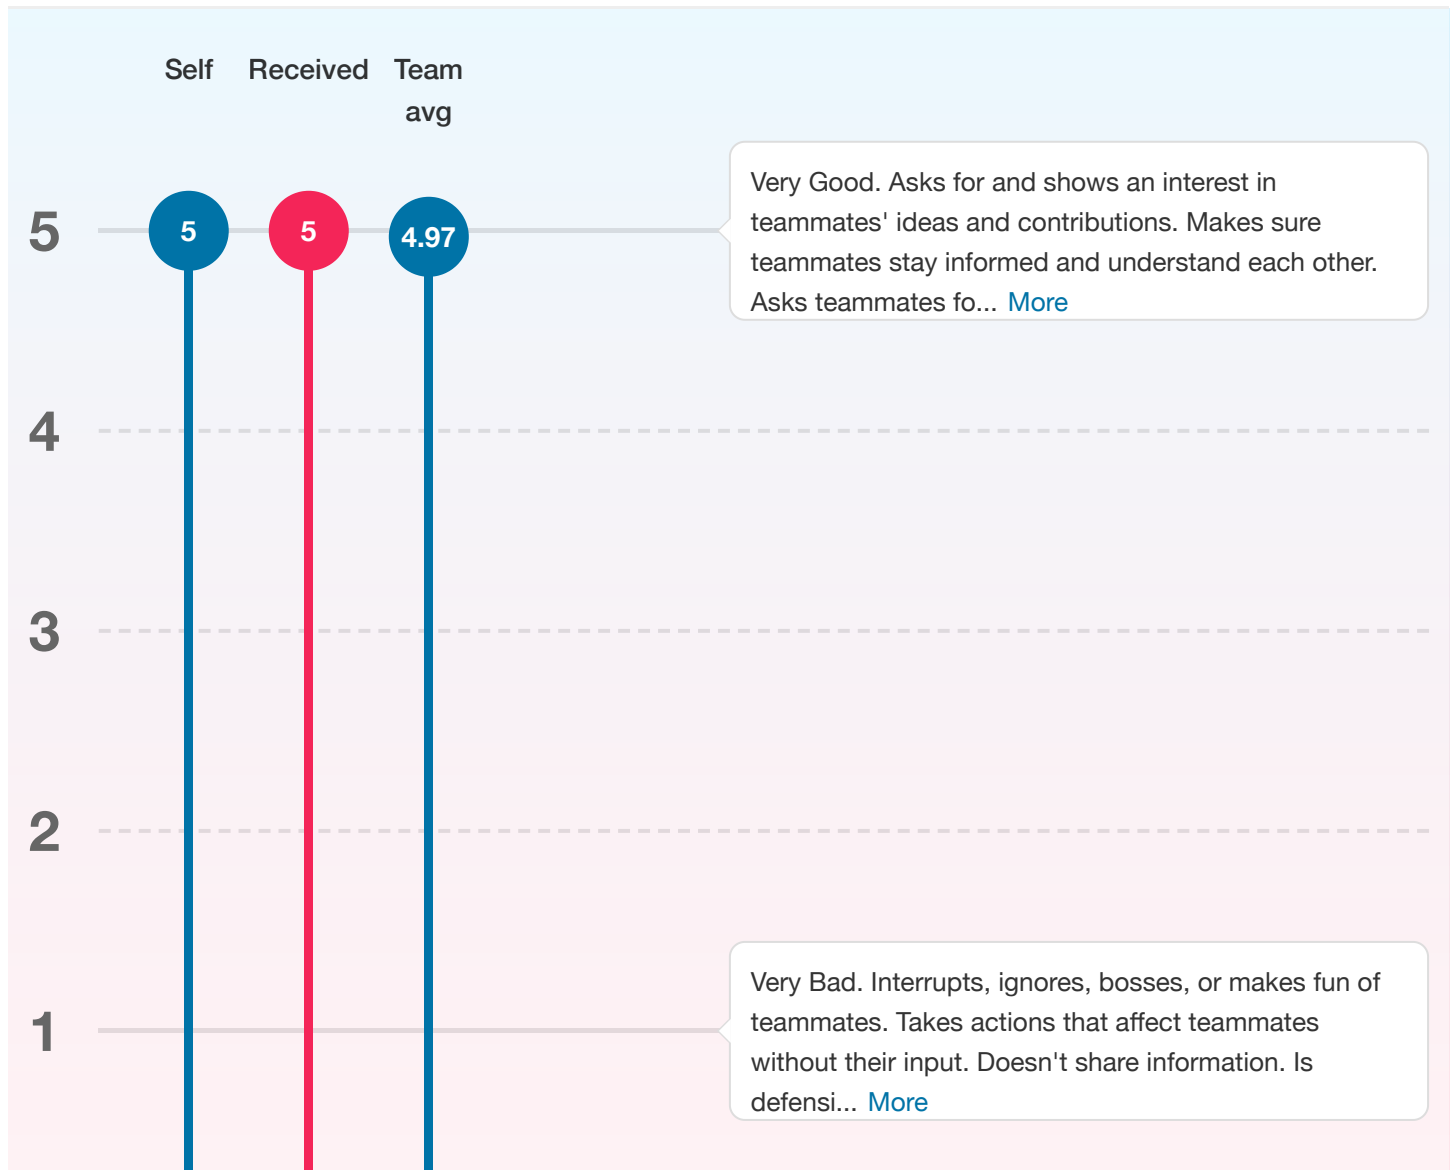 Self Received Team
avg
5 5 5 4.97
Very Good. Asks for and shows an interest in
teammates' ideas and contributions. Makes sure
teammates stay informed and understand each other.
Asks teammates fo... More
4
3
2
1
Very Bad. Interrupts, ignores, bosses, or makes fun of
teammates. Takes actions that affect teammates
without their input. Doesn't share information. Is
defensi... More